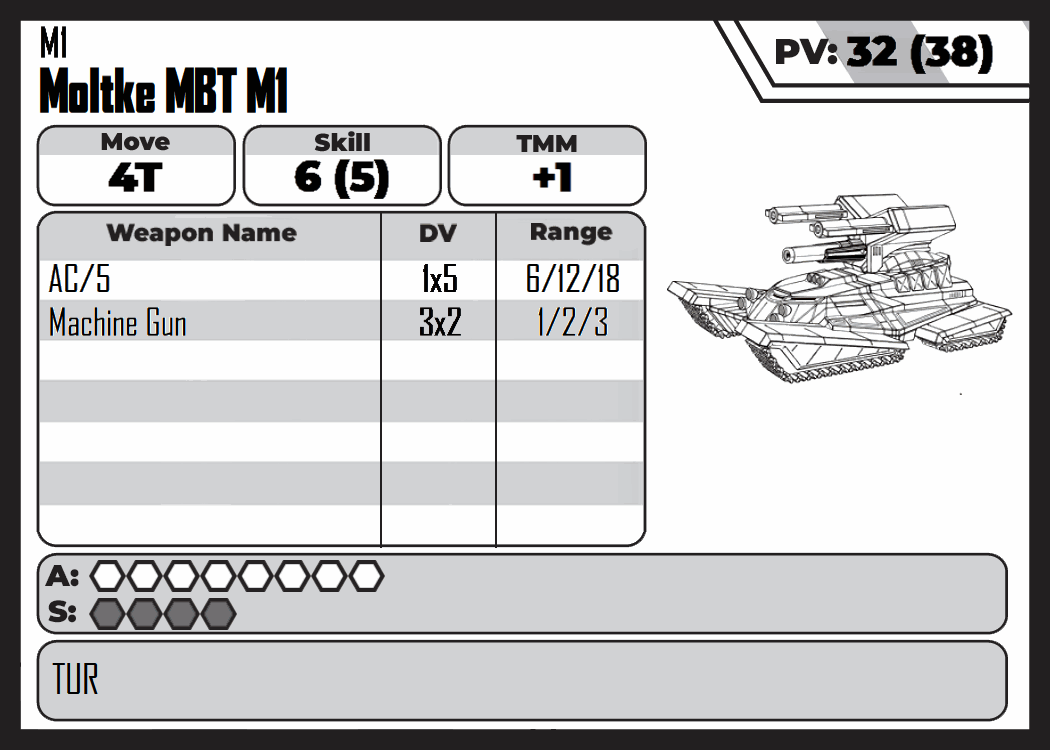 M1
PV: 32 (38)
Moltke MBT M1
Move Skill TMM
4T 6 (5) +1
Weapon Name DV Range
AC/5 1x5 6/12/18
Machine Gun 3x2 1/2/3
A:
S:
TUR